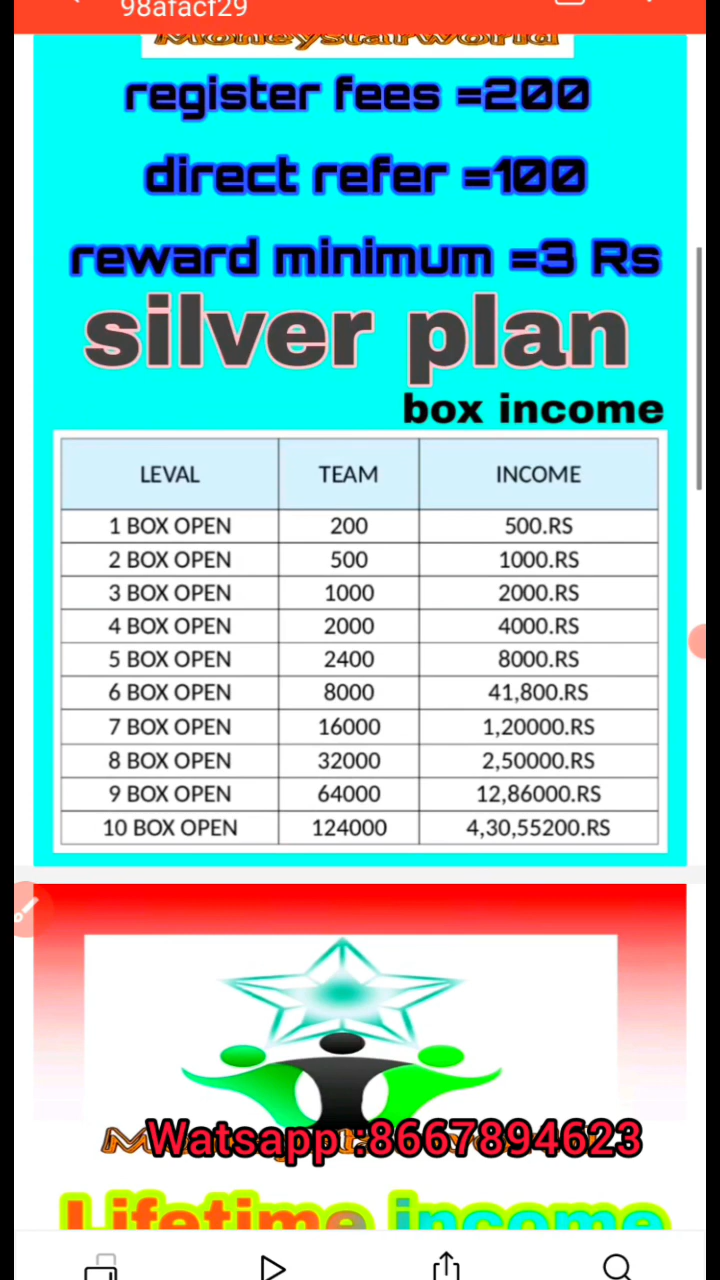 98afacf29
MoneystarWorld
register fees =200
direct refer =100
reward minimum =3 Rs
silver plan
box income
LEVAL TEAM INCOME
1 BOX OPEN 200 500.RS
2 BOX OPEN 500 1000.RS
3 BOX OPEN 1000 2000.RS
4 BOX OPEN 2000 4000.RS
5 BOX OPEN 2400 8000.RS
6 BOX OPEN 8000 41,800.RS
7 BOX OPEN 16000 1,20000.RS
8 BOX OPEN 32000 2,50000.RS
9 BOX OPEN 64000 12,86000.RS
10 BOX OPEN 124000 4,30,55200.RS
Watsapp :8667894623
Lifetime income